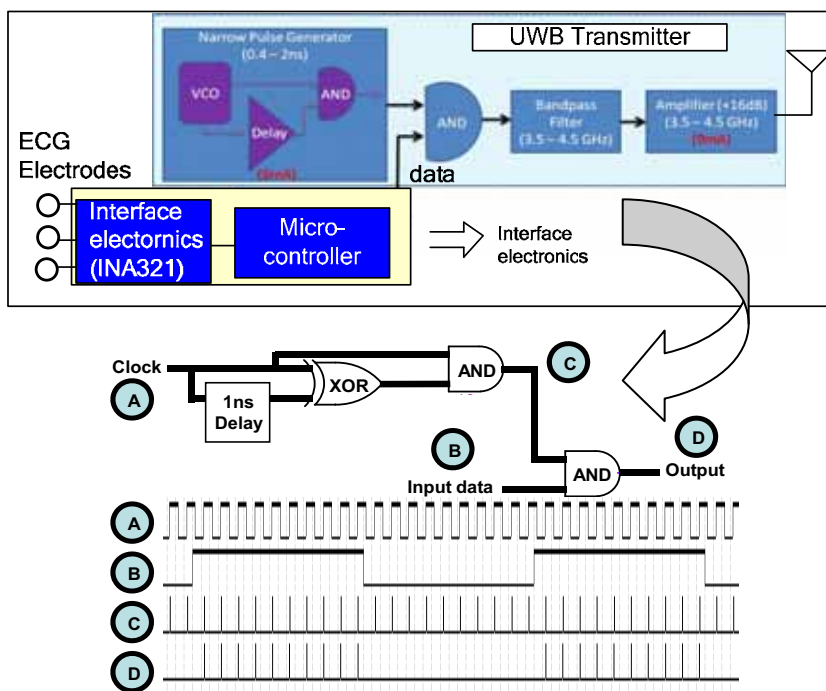 UWB Transmitter
Narrow Pulse Generator
(0.4 – 2ns)
VCO
AND
Delay
(8mA)
AND
Bandpass
Filter
(3.5 – 4.5 GHz)
Amplifier (+16dB)
(3.5 – 4.5 GHz)
(9mA)
ECG
Electrodes
data
Interface
electornics
(INA321)
Micro-
controller
Interface
electronics
Clock
A
1ns
Delay
XOR
AND
C
B
D
Input data
AND
Output
A
B
C
D